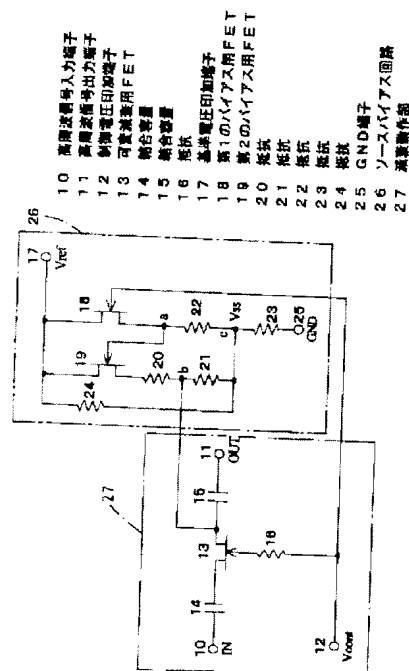 10 高周波信号入力端子
11 高周波信号出力端子
12 制御電圧印加端子
13 可変減衰用FET
14 結合容量
15 結合容量
16 抵抗
17 基準電圧印加端子
18 第1のバイアス用FET
19 第2のバイアス用FET
20 抵抗
21 抵抗
22 抵抗
23 抵抗
24 抵抗
25 GND端子
26 ソースバイアス回路
27 減衰動作部
26
17
Vref
18
19
24
a
20
22
b
21
c
Vss
23
25
GND
27
11
OUT
15
13
14
16
10
IN
12
Vcont